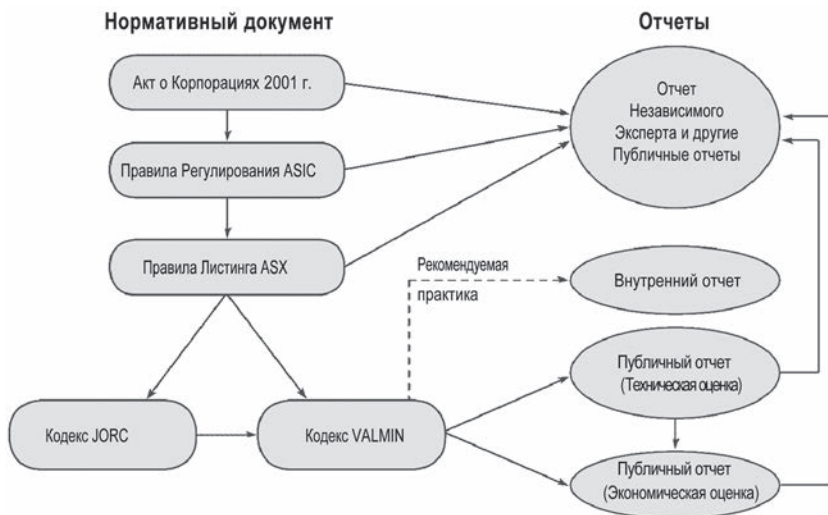 Нормативный документ
Отчеты
Акт о Корпорациях 2001 г.
Правила Регулирования ASIC
Правила Листинга ASX
Кодекс JORC
Кодекс VALMIN
Рекомендуемая
практика
Отчет
Независимого
Эксперта и другие
Публичные отчеты
Внутренний отчет
Публичный отчет
(Техническая оценка)
Публичный отчет
(Экономическая оценка)